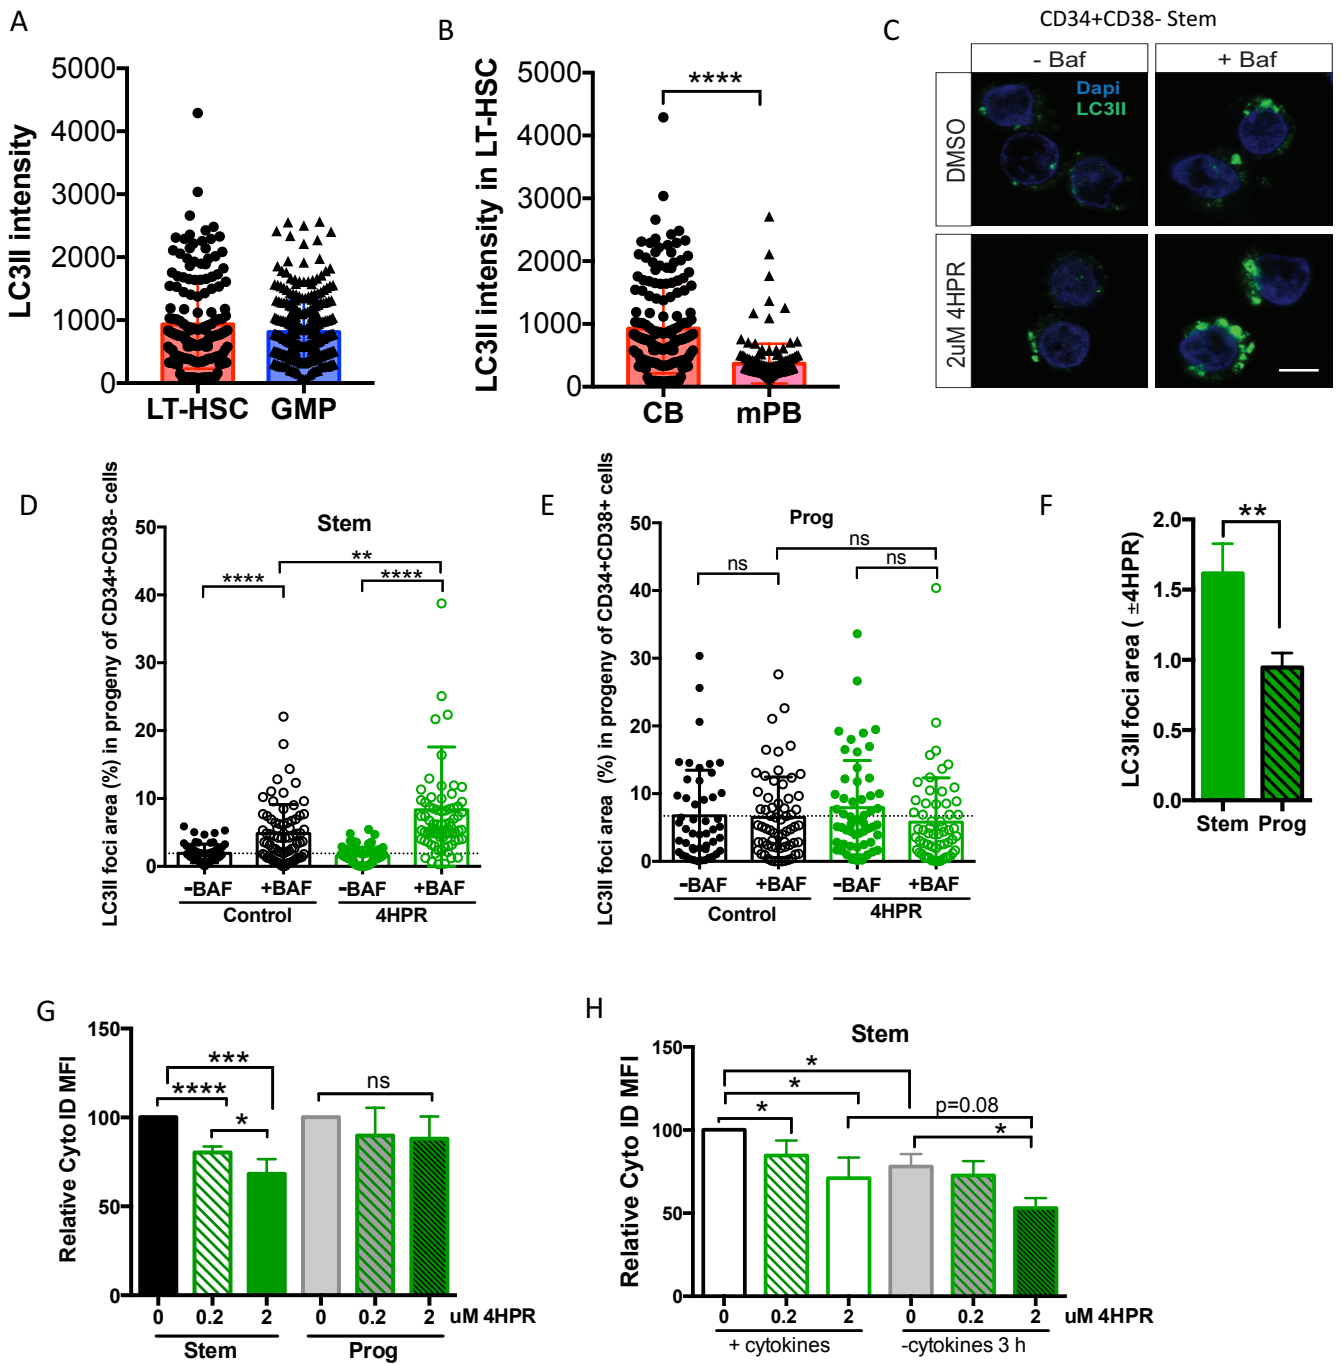 A
LC3II intensity
5000
4000
3000
2000
1000
0
LT-HSC GMP
B
LC3II intensity in LT-HSC
5000
4000
3000
2000
1000
0
****
CB mPB
C
CD34+CD38- Stem
- Baf + Baf
DMSO
2uM 4HPR
Dapi
LC3II
D
LC3II foci area (%) in progeny of CD34+CD38- cells
Stem
50
40
30
20
10
0
****
**
****
-BAF +BAF -BAF +BAF
Control 4HPR
E
LC3II foci area (%) in progeny of CD34+CD38+ cells
Prog
50
40
30
20
10
0
ns
ns
ns
-BAF +BAF -BAF +BAF
Control 4HPR
F
LC3II foci area ( ±4HPR)
2.0
1.5
1.0
0.5
0.0
**
Stem Prog
G
Relative Cyto ID MFI
150
100
50
0
***
****
*
ns
0 0.2 2 0 0.2 2 uM 4HPR
Stem Prog
H
Stem
Relative Cyto ID MFI
150
100
50
0
*
*
*
p=0.08
*
0 0.2 2 0 0.2 2 uM 4HPR
+ cytokines -cytokines 3 h